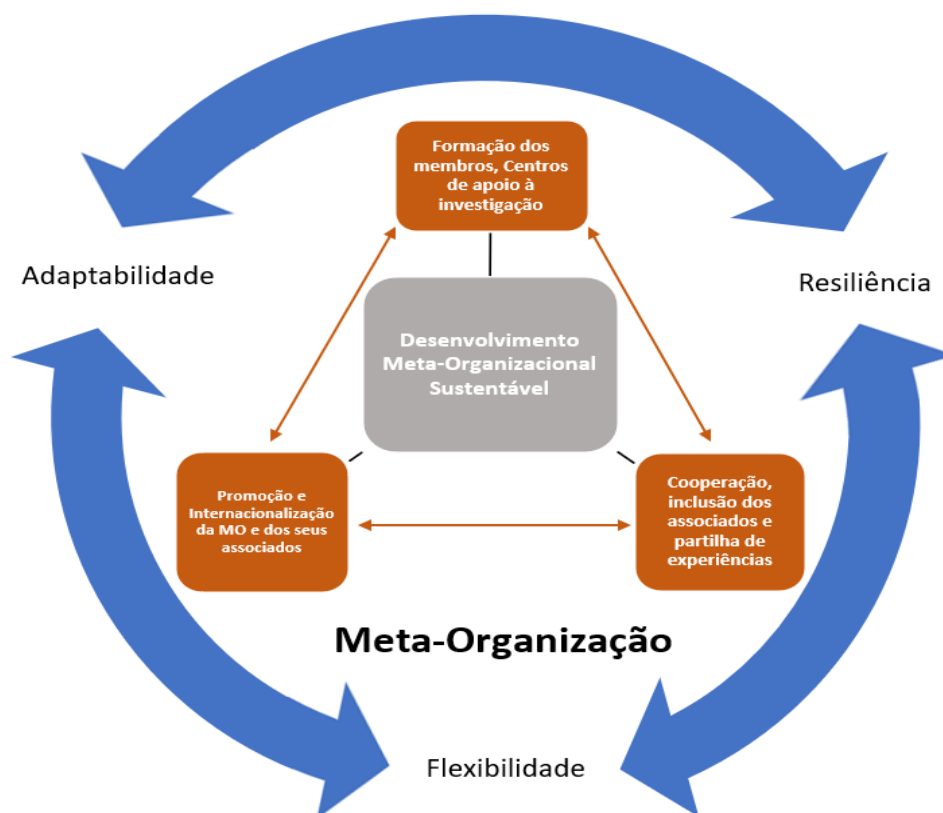 Formação dos
membros, Centros
de apoio à
investigação
Adaptabilidade
Resiliência
Desenvolvimento
Meta-Organizacional
Sustentável
Promoção e
Internacionalização
da MO e dos seus
associados
Cooperação,
inclusão dos
associados e
partilha de
experiências
Meta-Organização
Flexibilidade